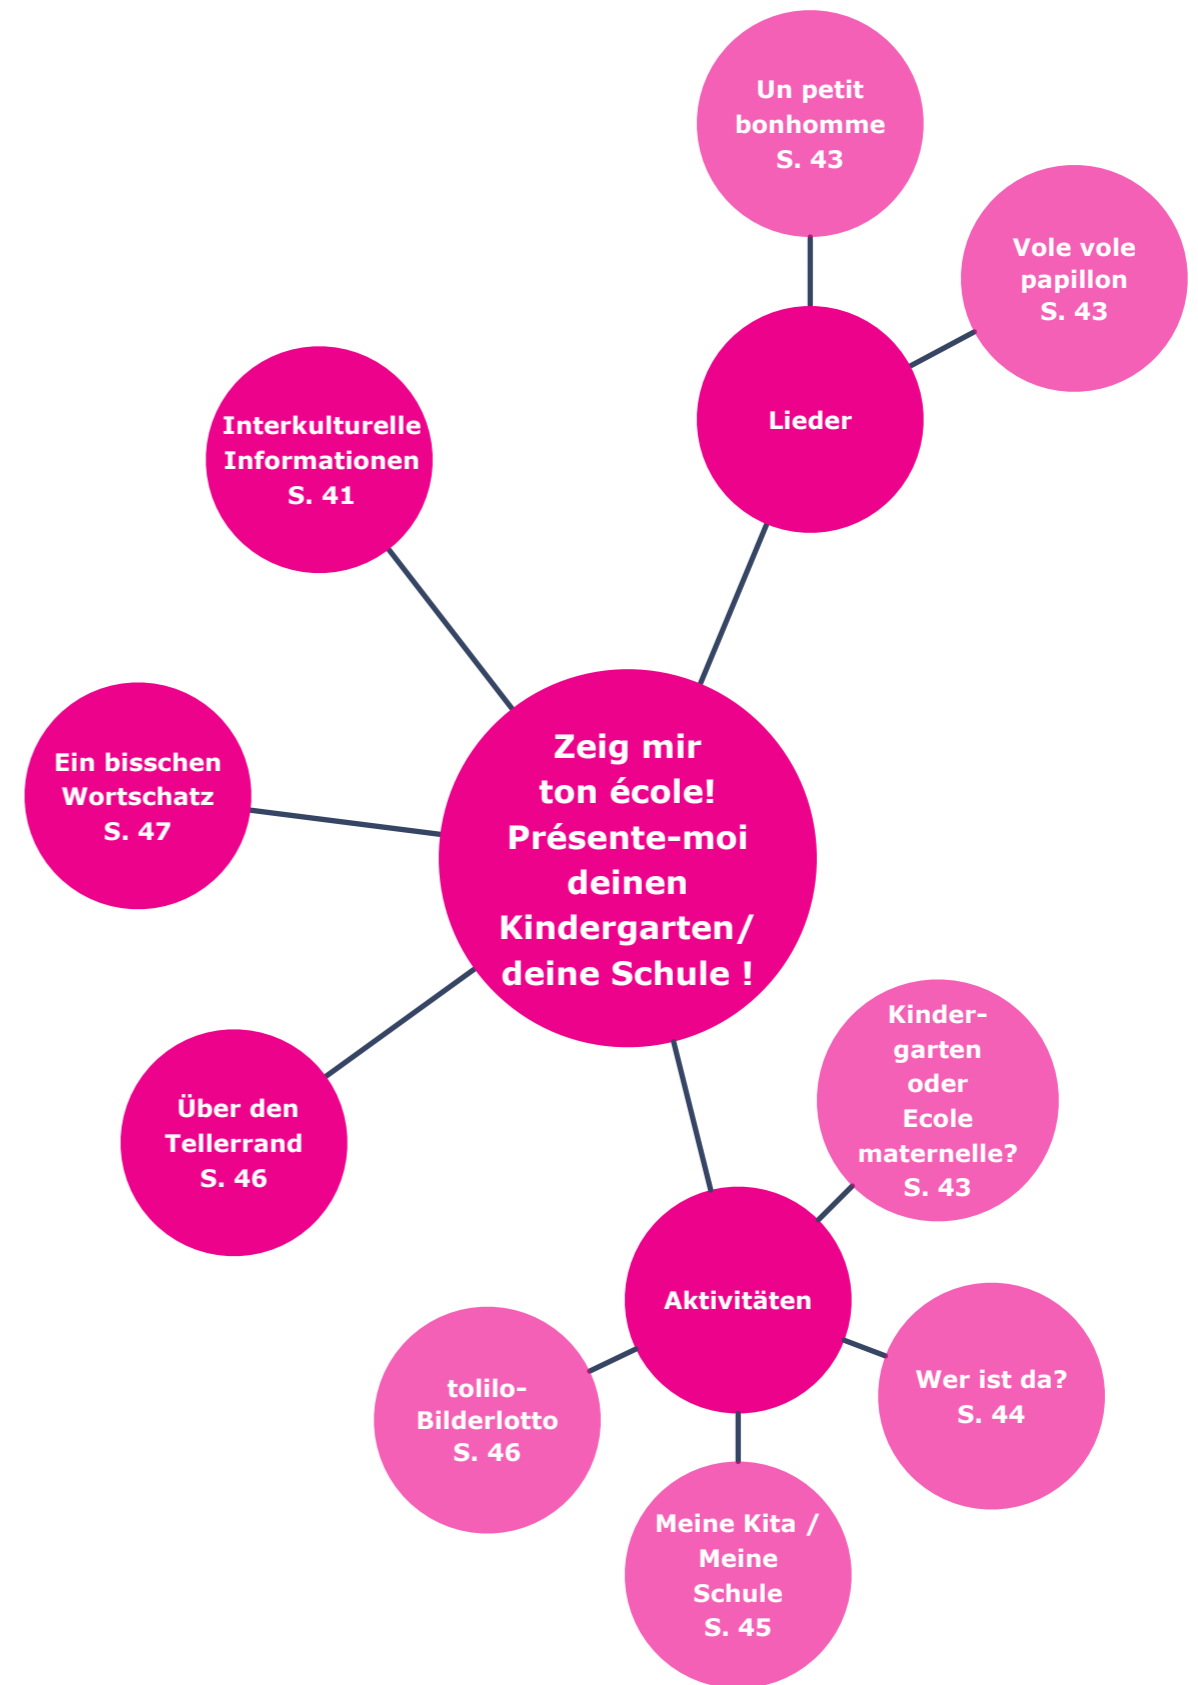 Un petit
bonhomme
S. 43
Vole vole
papillon
S. 43
Lieder
Interkulturelle
Informationen
S. 41
Ein bisschen
Wortschatz
S. 47
Zeig mir
ton école!
Présente-moi
deinen
Kindergarten/
deine Schule !
Über den
Tellerrand
S. 46
Kinder-
garten
oder
Ecole
maternelle?
S. 43
Aktivitäten
Wer ist da?
S. 44
tolilo-
Bilderlotto
S. 46
Meine Kita /
Meine
Schule
S. 45